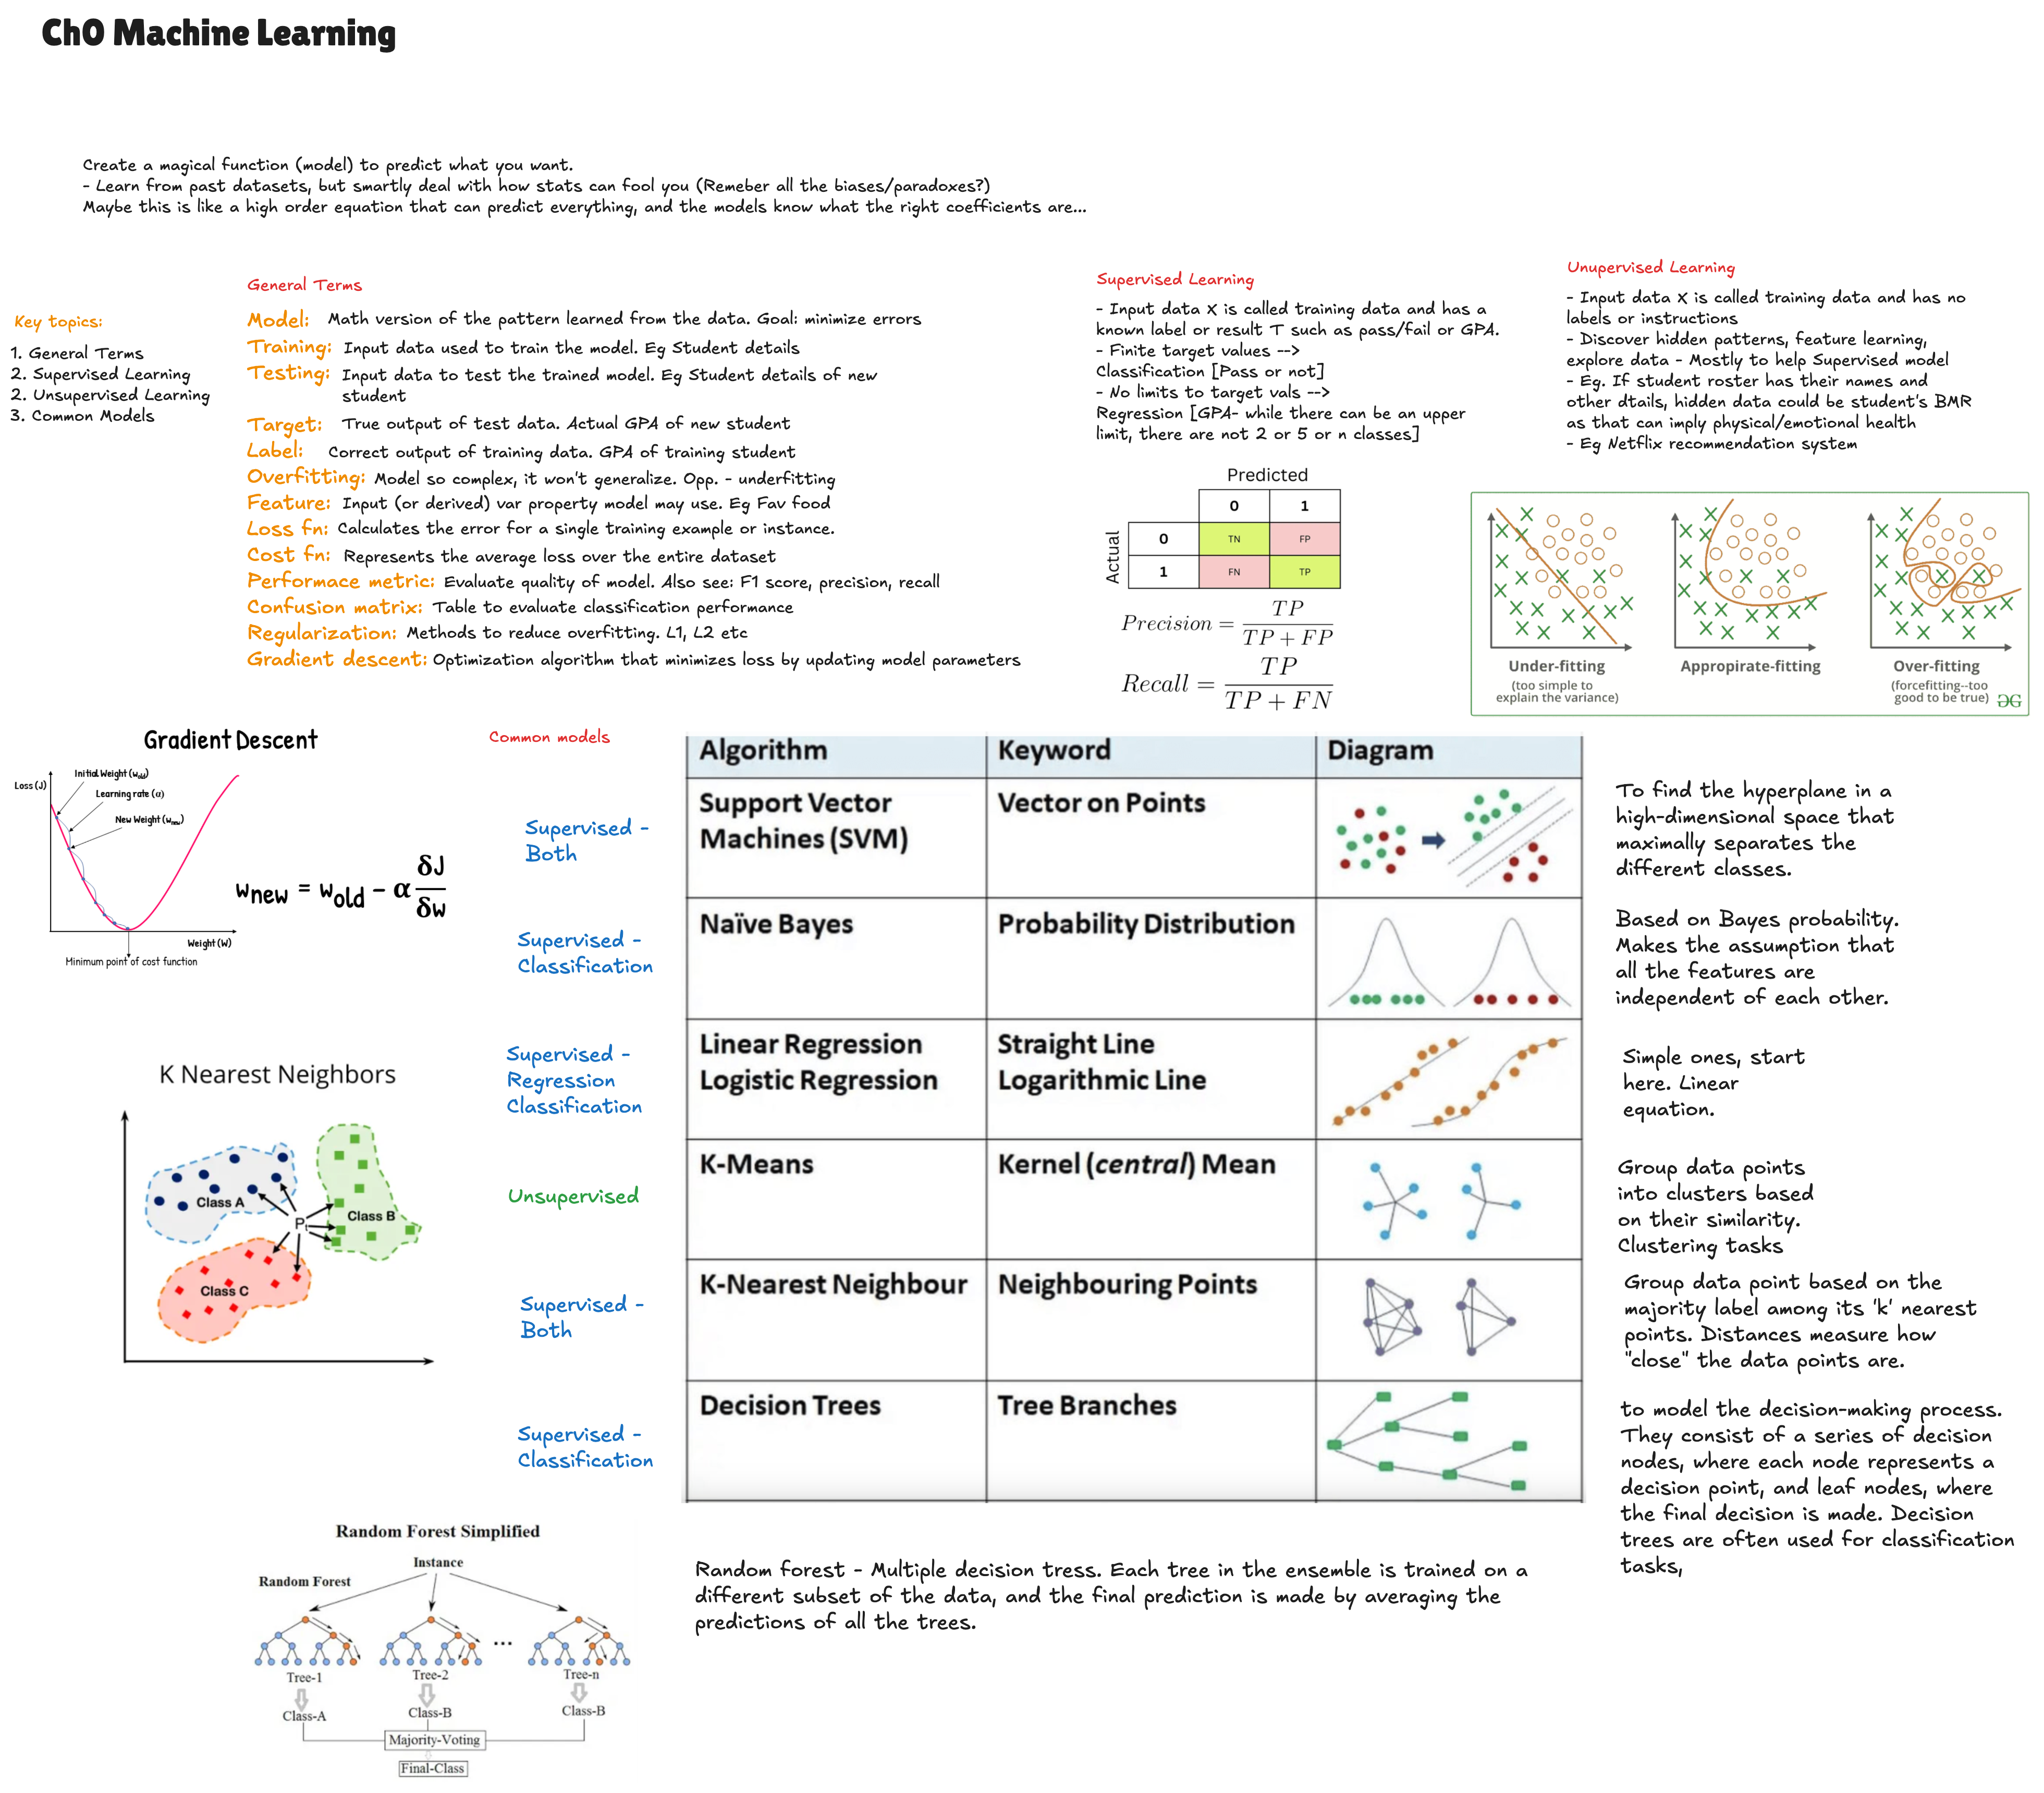 Ch0 Machine Learning
Create a magical function (model) to predict what you want.
- Learn from past datasets, but smartly deal with how stats can fool you (Remeber all the biases/paradoxes?)
Maybe this is like a high order equation that can predict everything, and the models know what the right coefficients are...
Key topics:
1. General Terms
2. Supervised Learning
2. Unsupervised Learning
3. Common Models
General Terms
Model: Math version of the pattern learned from the data. Goal: minimize errors
Training: Input data used to train the model. Eg Student details
Testing: Input data to test the trained model. Eg Student details of new
student
Target: True output of test data. Actual GPA of new student
Label: Correct output of training data. GPA of training student
Overfitting: Model so complex, it won't generalize. Opp. - underfitting
Feature: Input (or derived) var property model may use. Eg Fav food
Loss fn: Calculates the error for a single training example or instance.
Cost fn: Represents the average loss over the entire dataset
Performace metric: Evaluate quality of model. Also see: F1 score, precision, recall
Confusion matrix: Table to evaluate classification performance
Regularization: Methods to reduce overfitting. L1, L2 etc
Gradient descent: Optimization algorithm that minimizes loss by updating model parameters
Supervised Learning
- Input data X is called training data and has a
known label or result T such as pass/fail or GPA.
- Finite target values -->
Classification [Pass or not]
- No limits to target vals -->
Regression [GPA- while there can be an upper
limit, there are not 2 or 5 or n classes]
Predicted
0 1
Actual
0 TN FP
1 FN TP
Precision = TP / TP + FP
Recall = TP / TP + FN
Unupervised Learning
- Input data X is called training data and has no
labels or instructions
- Discover hidden patterns, feature learning,
explore data - Mostly to help Supervised model
- Eg. If student roster has their names and
other dtails, hidden data could be student's BMR
as that can imply physical/emotional health
- Eg Netflix recommendation system
Under-fitting
(too simple to
explain the variance)
Appropirate-fitting
Over-fitting
(forcefitting--too
good to be true)
Gradient Descent
Loss (J)
Initial Weight (wold)
Learning rate (α)
New Weight (wnew)
Weight (W)
Minimum point of cost function
wnew = wold - α δJ / δw
K Nearest Neighbors
Class A
Class B
Pt
Class C
Common models
Algorithm Keyword Diagram
Supervised -
Both
Support Vector
Machines (SVM)
Vector on Points
To find the hyperplane in a
high-dimensional space that
maximally separates the
different classes.
Supervised -
Classification
Naïve Bayes
Probability Distribution
Based on Bayes probability.
Makes the assumption that
all the features are
independent of each other.
Supervised -
Regression
Classification
Linear Regression
Logistic Regression
Straight Line
Logarithmic Line
Simple ones, start
here. Linear
equation.
Unsupervised
K-Means
Kernel (central) Mean
Group data points
into clusters based
on their similarity.
Clustering tasks
Supervised -
Both
K-Nearest Neighbour
Neighbouring Points
Group data point based on the
majority label among its 'k' nearest
points. Distances measure how
"close" the data points are.
Supervised -
Classification
Decision Trees
Tree Branches
to model the decision-making process.
They consist of a series of decision
nodes, where each node represents a
decision point, and leaf nodes, where
the final decision is made. Decision
trees are often used for classification
tasks,
Random Forest Simplified
Instance
Random Forest
...
Tree-1 Tree-2 Tree-n
Class-A Class-B Class-B
Majority-Voting
Final-Class
Random forest - Multiple decision tress. Each tree in the ensemble is trained on a
different subset of the data, and the final prediction is made by averaging the
predictions of all the trees.